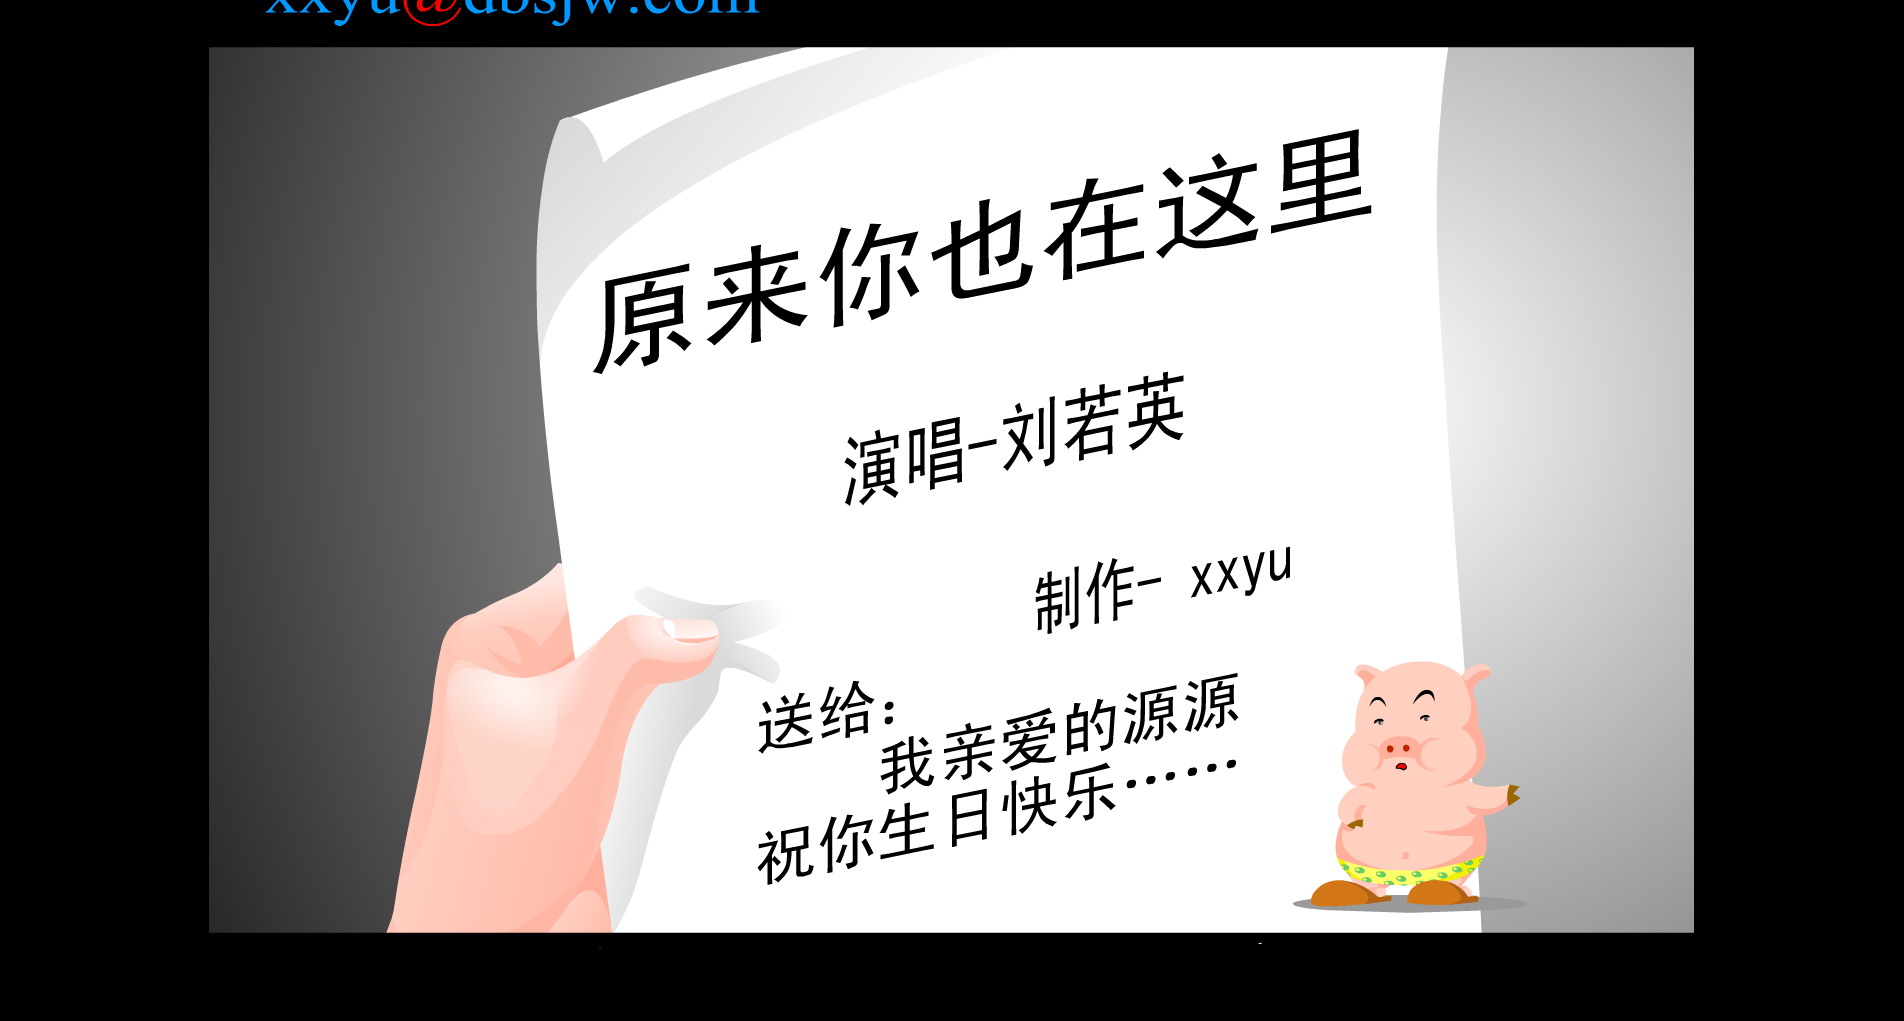 xxyu@dbsjw.com
原来你也在这里
演唱-刘若英
制作- xxyu
送给:
我亲爱的源源
祝你生日快乐……